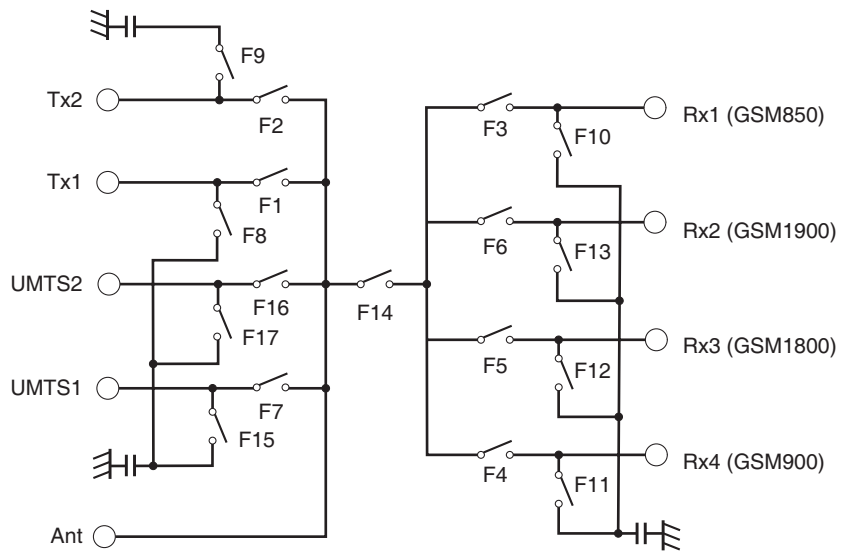 F9
Tx2
F2
F3
Rx1 (GSM850)
F10
Tx1
F1
F8
F6
Rx2 (GSM1900)
F13
UMTS2
F16
F14
F17
F5
Rx3 (GSM1800)
F12
UMTS1
F7
F15
F4
Rx4 (GSM900)
F11
Ant